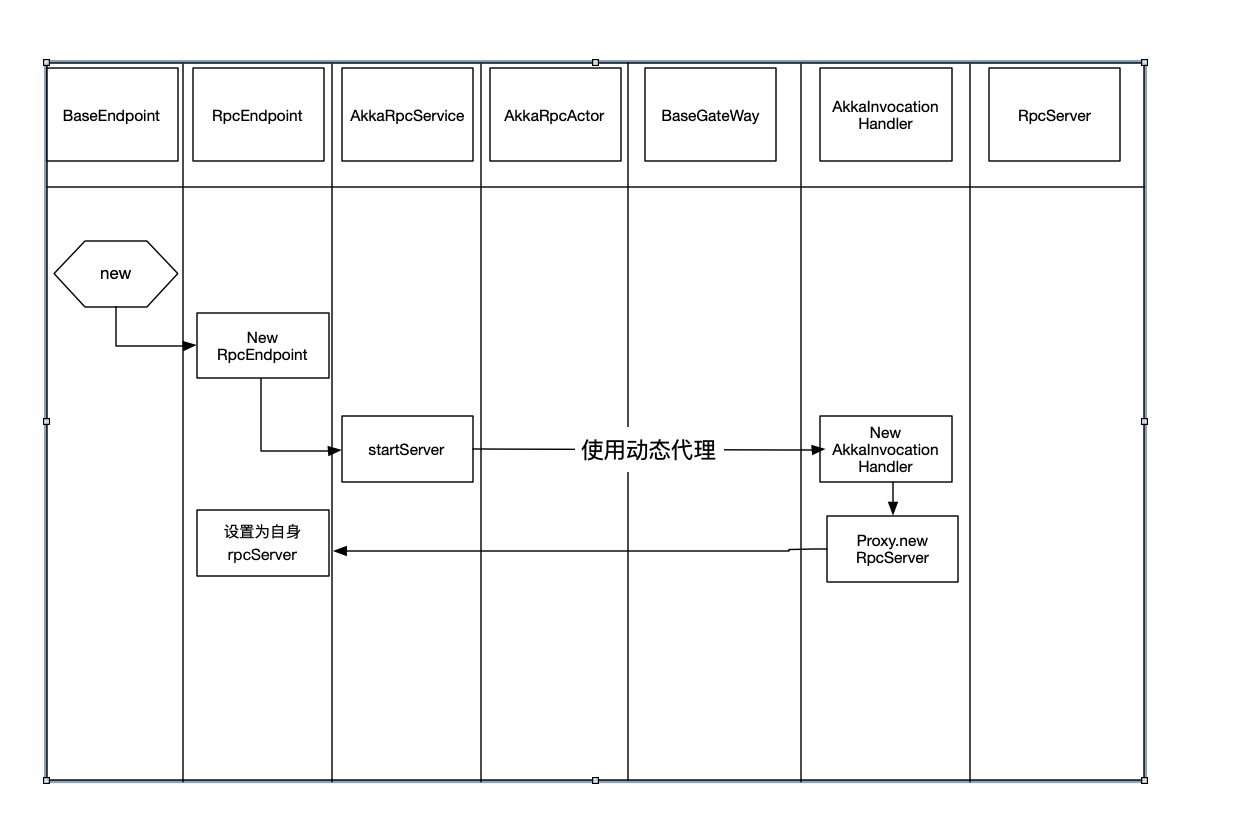 BaseEndpoint
RpcEndpoint
AkkaRpcService
AkkaRpcActor
BaseGateWay
AkkaInvocation
Handler
RpcServer
new
New
RpcEndpoint
startServer
使用动态代理
New
AkkaInvocation
Handler
设置为自身
rpcServer
Proxy.new
RpcServer